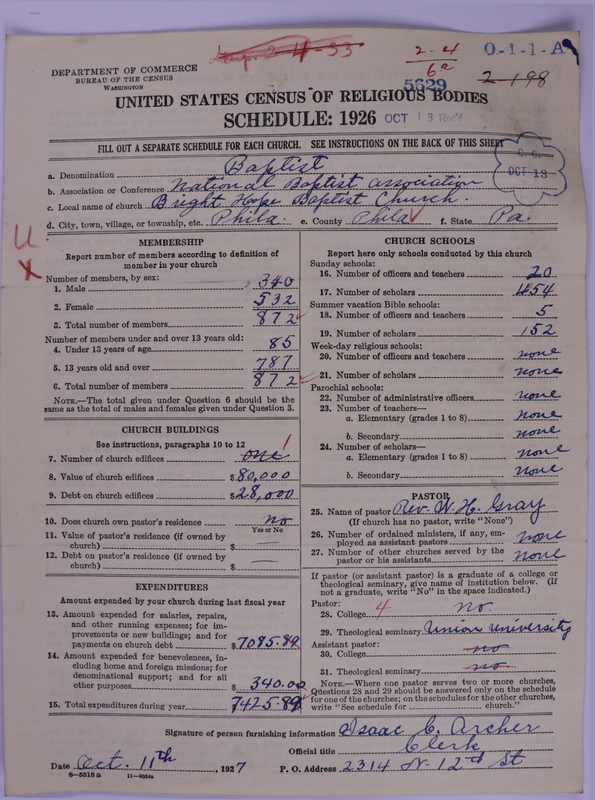 2-4
6a
0-1-1-A
DEPARTMENT OF COMMERCE
BUREAU OF THE CENSUS
WASHINGTON
5629
2-198
UNITED STATES CENSUS OF RELIGIOUS BODIES
SCHEDULE: 1926 OCT 13 Rec'd
FILL OUT A SEPARATE SCHEDULE FOR EACH CHURCH. SEE INSTRUCTIONS ON THE BACK OF THIS SHEET
OCT 13
a. Denomination Baptist
b. Association or Conference National Baptist association
c. Local name of church Bright Hope Baptist Church.
d. City, town, village, or township, etc. Phila. e. County Phila f. State Pa.
MEMBERSHIP
Report number of members according to definition of
member in your church
Number of members, by sex:
1. Male 340
2. Female 532
3. Total number of members 872
Number of members under and over 13 years old:
4. Under 13 years of age 85
5. 13 years old and over 787
6. Total number of members 872
NOTE.—The total given under Question 6 should be
same as the total of males and females given under Question 3.
CHURCH BUILDINGS
See instructions, paragraphs 10 to 12
7. Number of church edifices one 1
8. Value of church edifices $80,000
9. Debt on church edifices $28,000
10. Does church own pastor's residence no
Yes or No
11. Value of pastor's residence (if owned by
church) $
12. Debt on pastor's residence (if owned by
church) $
EXPENDITURES
Amount expended by your church during last fiscal year
13. Amount expended for salaries, repairs,
and other running expenses; for im-
provements or new buildings; and for
payments on church debt $7085.89
14. Amount expended for benevolences, in-
cluding home and foreign missions; for
denominational support; and for all
other purposes $340.00
15. Total expenditures during year 7425.89
CHURCH SCHOOLS
Report here only schools conducted by this church
Sunday schools:
16. Number of officers and teachers 20
17. Number of scholars 454
Summer vacation Bible schools:
18. Number of officers and teachers 5
19. Number of scholars 152
Week-day religious schools:
20. Number of officers and teachers none
21. Number of scholars none
Parochial schools:
22. Number of administrative officers none
23. Number of teachers—
a. Elementary (grades 1 to 8) none
b. Secondary none
24. Number of scholars—
a. Elementary (grades 1 to 8) none
b. Secondary none
PASTOR
25. Name of pastor Rev. W. H. Gray
(If church has no pastor, write "None")
26. Number of ordained ministers, if any, em-
ployed as assistant pastors none
27. Number of other churches served by the
pastor or his assistants none
If pastor (or assistant pastor) is a graduate of a college or
theological seminary, give name of institution below. (If
not a graduate, write "No" in the space indicated.)
Pastor:
28. College 4 no
29. Theological seminary Union University
Assistant pastor:
30. College no
31. Theological seminary no
NOTE.—Where one pastor serves two or more churches,
Questions 28 and 29 should be answered only on the schedule
for one of the churches; on the schedules for the other churches,
write "See schedule for church."
Signature of person furnishing information Isaac C. Archer
Official title Clerk
Date Oct. 11th 1927 P. O. Address 2314 N. 12th St
8—5518a 11—9054a